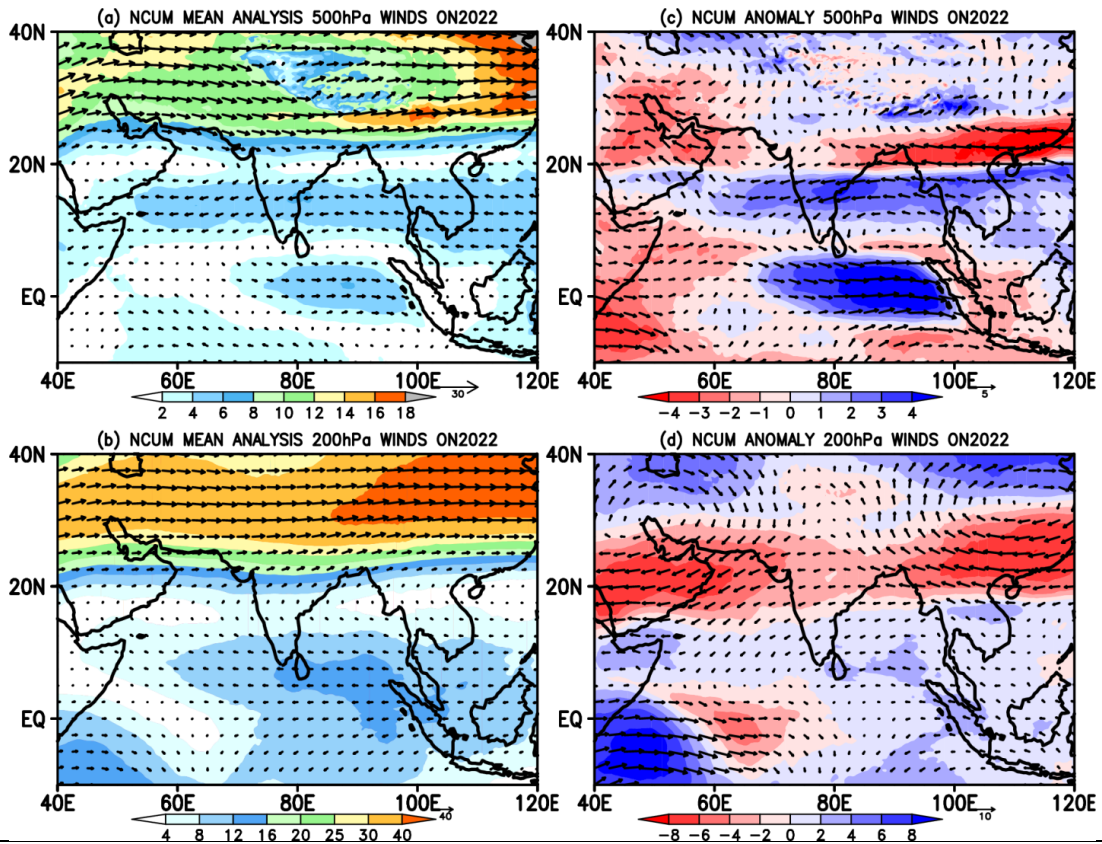 (a) NCUM MEAN ANALYSIS 500hPa WINDS ON2022
40N
20N
EQ
40E 60E 80E 100E 120E
30
2 4 6 8 10 12 14 16 18
(c) NCUM ANOMALY 500hPa WINDS ON2022
40N
20N
EQ
40E 60E 80E 100E 120E
5
-4 -3 -2 -1 0 1 2 3 4
(b) NCUM MEAN ANALYSIS 200hPa WINDS ON2022
40N
20N
EQ
40E 60E 80E 100E 120E
40
4 8 12 16 20 25 30 40
(d) NCUM ANOMALY 200hPa WINDS ON2022
40N
20N
EQ
40E 60E 80E 100E 120E
10
-8 -6 -4 -2 0 2 4 6 8